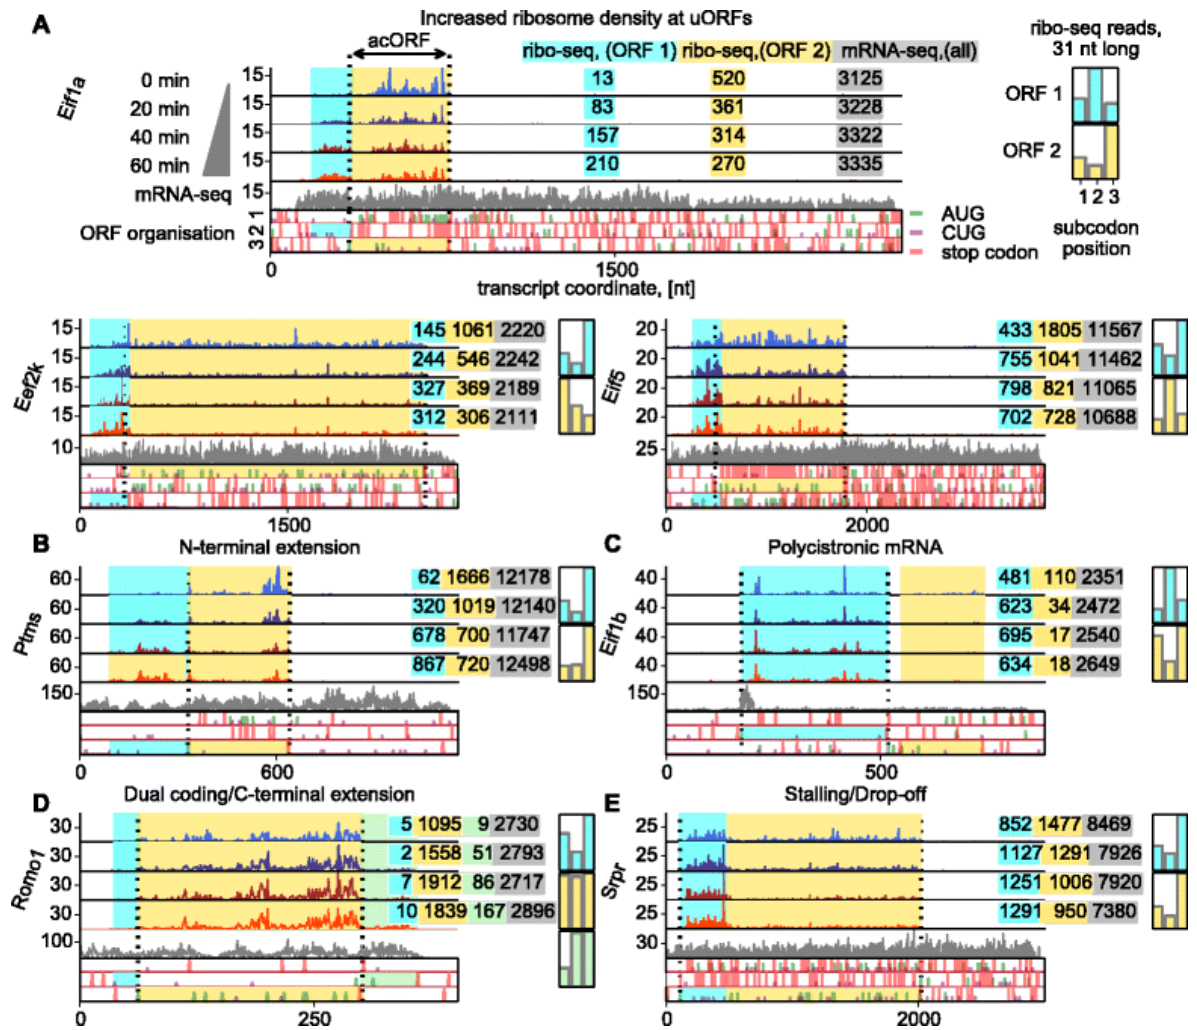 A
Increased ribosome density at uORFs
acORF
ribo-seq, (ORF 1) ribo-seq,(ORF 2) mRNA-seq,(all)
ribo-seq reads,
31 nt long
Eif1a
0 min 15 13 520 3125
20 min 15 83 361 3228
40 min 15 157 314 3322
60 min 15 210 270 3335
mRNA-seq 15
ORF organisation 3 2 1
ORF 1
ORF 2
1 2 3
subcodon
position
AUG
CUG
stop codon
0 1500
transcript coordinate, [nt]
Eef2k
15 145 1061 2220
15 244 546 2242
15 327 369 2189
15 312 306 2111
10
0 1500
Eif5
20 433 1805 11567
20 755 1041 11462
20 798 821 11065
20 702 728 10688
25
0 2000
B N-terminal extension
Ptms
60 62 1666 12178
60 320 1019 12140
60 678 700 11747
60 867 720 12498
150
0 600
C Polycistronic mRNA
Eif1b
40 481 110 2351
40 623 34 2472
40 695 17 2540
40 634 18 2649
150
0 500
D Dual coding/C-terminal extension
Romo1
30 5 1095 9 2730
30 2 1558 51 2793
30 7 1912 86 2717
30 10 1839 167 2896
100
0 250
E Stalling/Drop-off
Srpr
25 852 1477 8469
25 1127 1291 7926
25 1251 1006 7920
25 1291 950 7380
30
0 2000